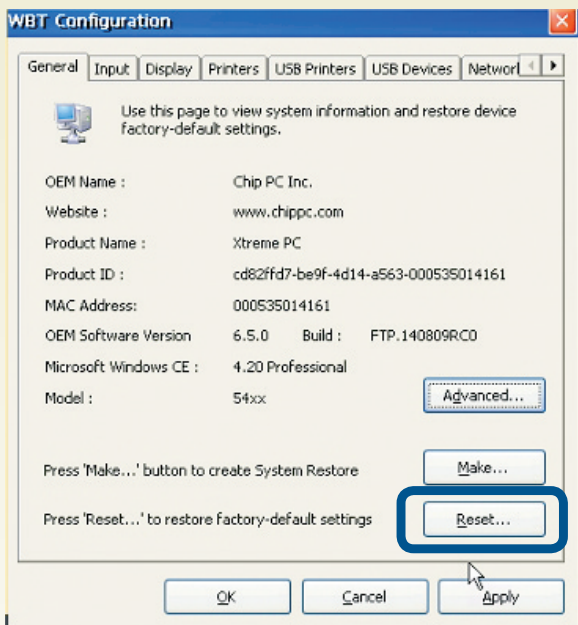 WBT Configuration
General Input Display Printers USB Printers USB Devices Networ
Use this page to view system information and restore device
factory-default settings.
OEM Name : Chip PC Inc.
Website : www.chippc.com
Product Name : Xtreme PC
Product ID : cd82ffd7-be9f-4d14-a563-000535014161
MAC Address: 000535014161
OEM Software Version 6.5.0 Build : FTP.140809RC0
Microsoft Windows CE : 4.20 Professional
Model : 54xx Advanced...
Press 'Make...' button to create System Restore Make...
Press 'Reset...' to restore factory-default settings Reset...
OK Cancel Apply